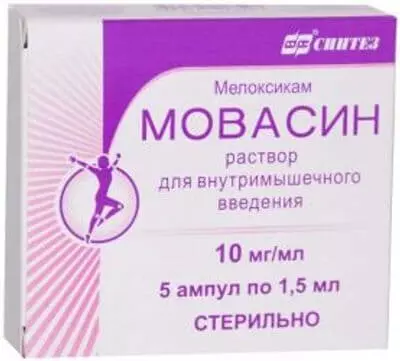 СИНТЕЗ
Мелоксикам
МОВАСИН
раствор
для внутримышечного
введения
10 мг/мл
5 ампул по 1,5 мл
СТЕРИЛЬНО